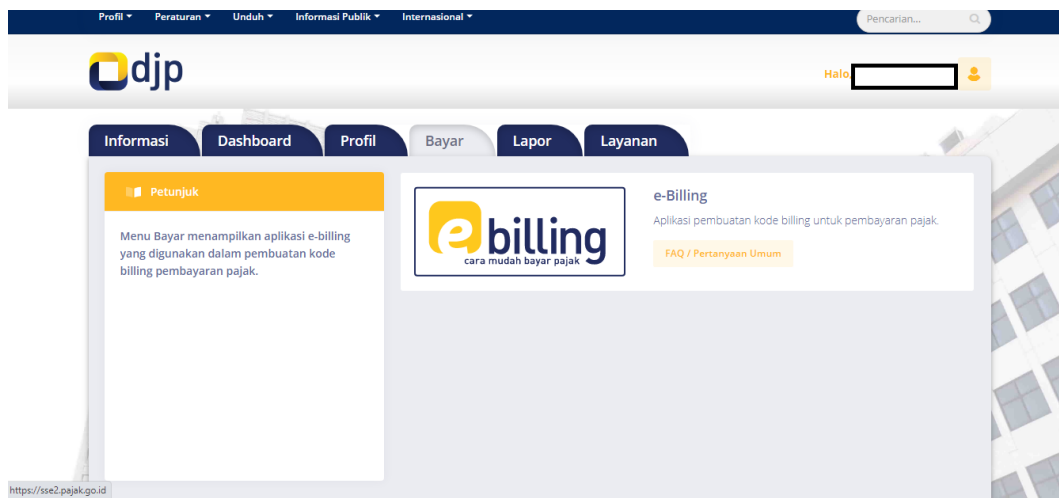 Profil Peraturan Unduh Informasi Publik Internasional Pencarian...
djp
Halo,
Informasi Dashboard Profil Bayar Lapor Layanan
Petunjuk
Menu Bayar menampilkan aplikasi e-billing
yang digunakan dalam pembuatan kode
billing pembayaran pajak.
e billing
cara mudah bayar pajak
e-Billing
Aplikasi pembuatan kode billing untuk pembayaran pajak.
FAQ / Pertanyaan Umum
https://sse2.pajak.go.id